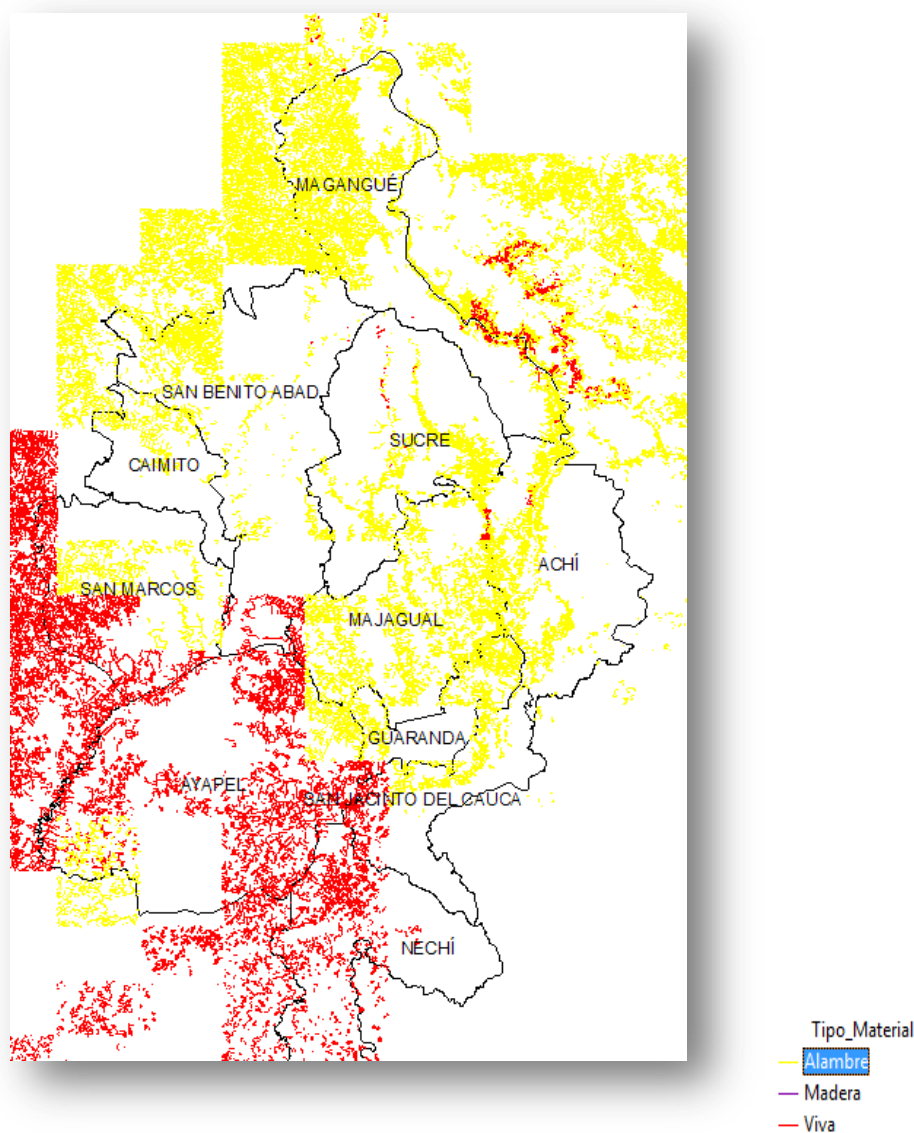 MAGANGUÉ
SAN BENITO ABAD
SUCRE
CAIMITO
ACHÍ
SAN MARCOS
MAJAGUAL
GUARANDA
AYAPEL
SAN JACINTO DEL CAUCA
NECHÍ
Tipo_Material
Alambre
Madera
Viva